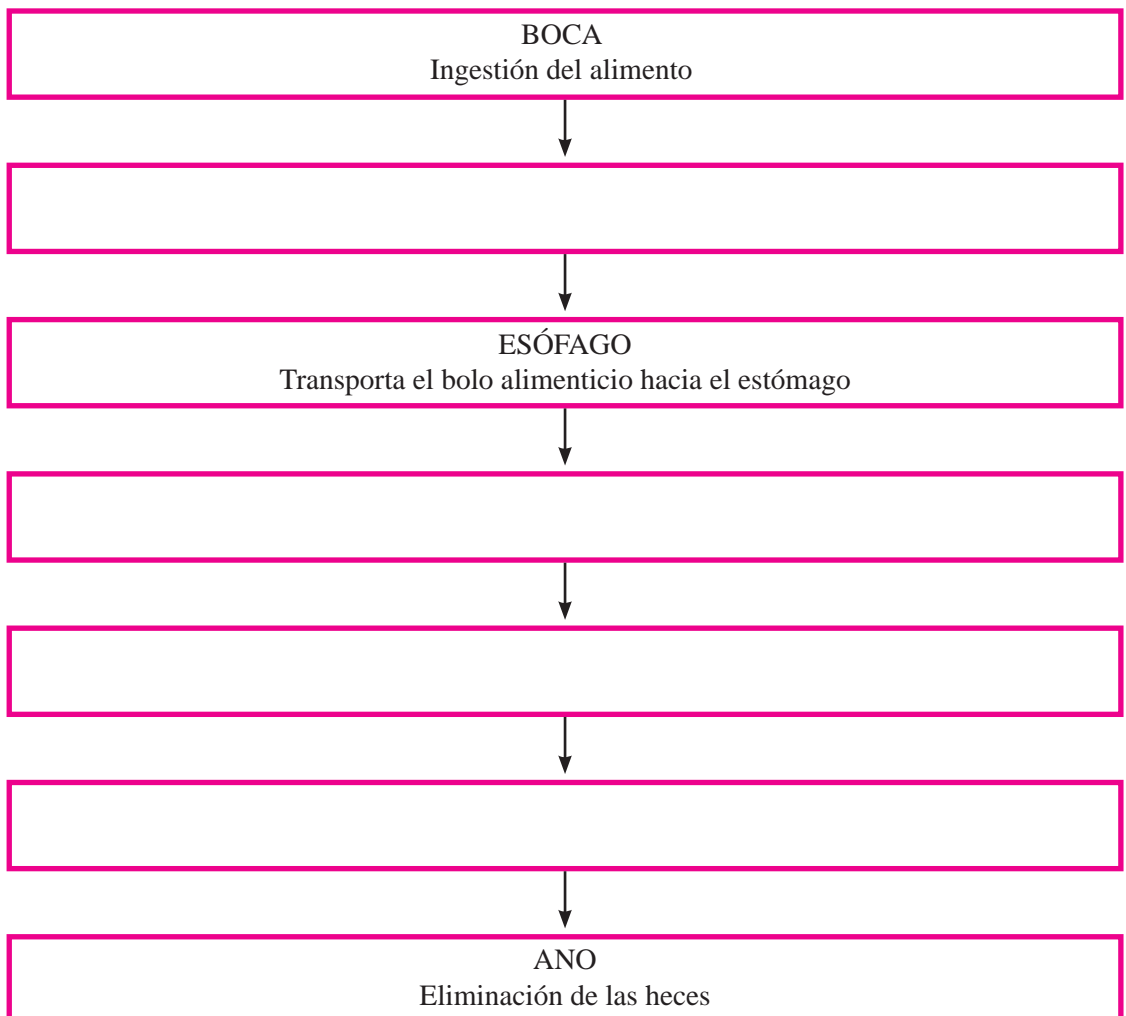 BOCA
Ingestión del alimento
ESÓFAGO
Transporta el bolo alimenticio hacia el estómago
ANO
Eliminación de las heces